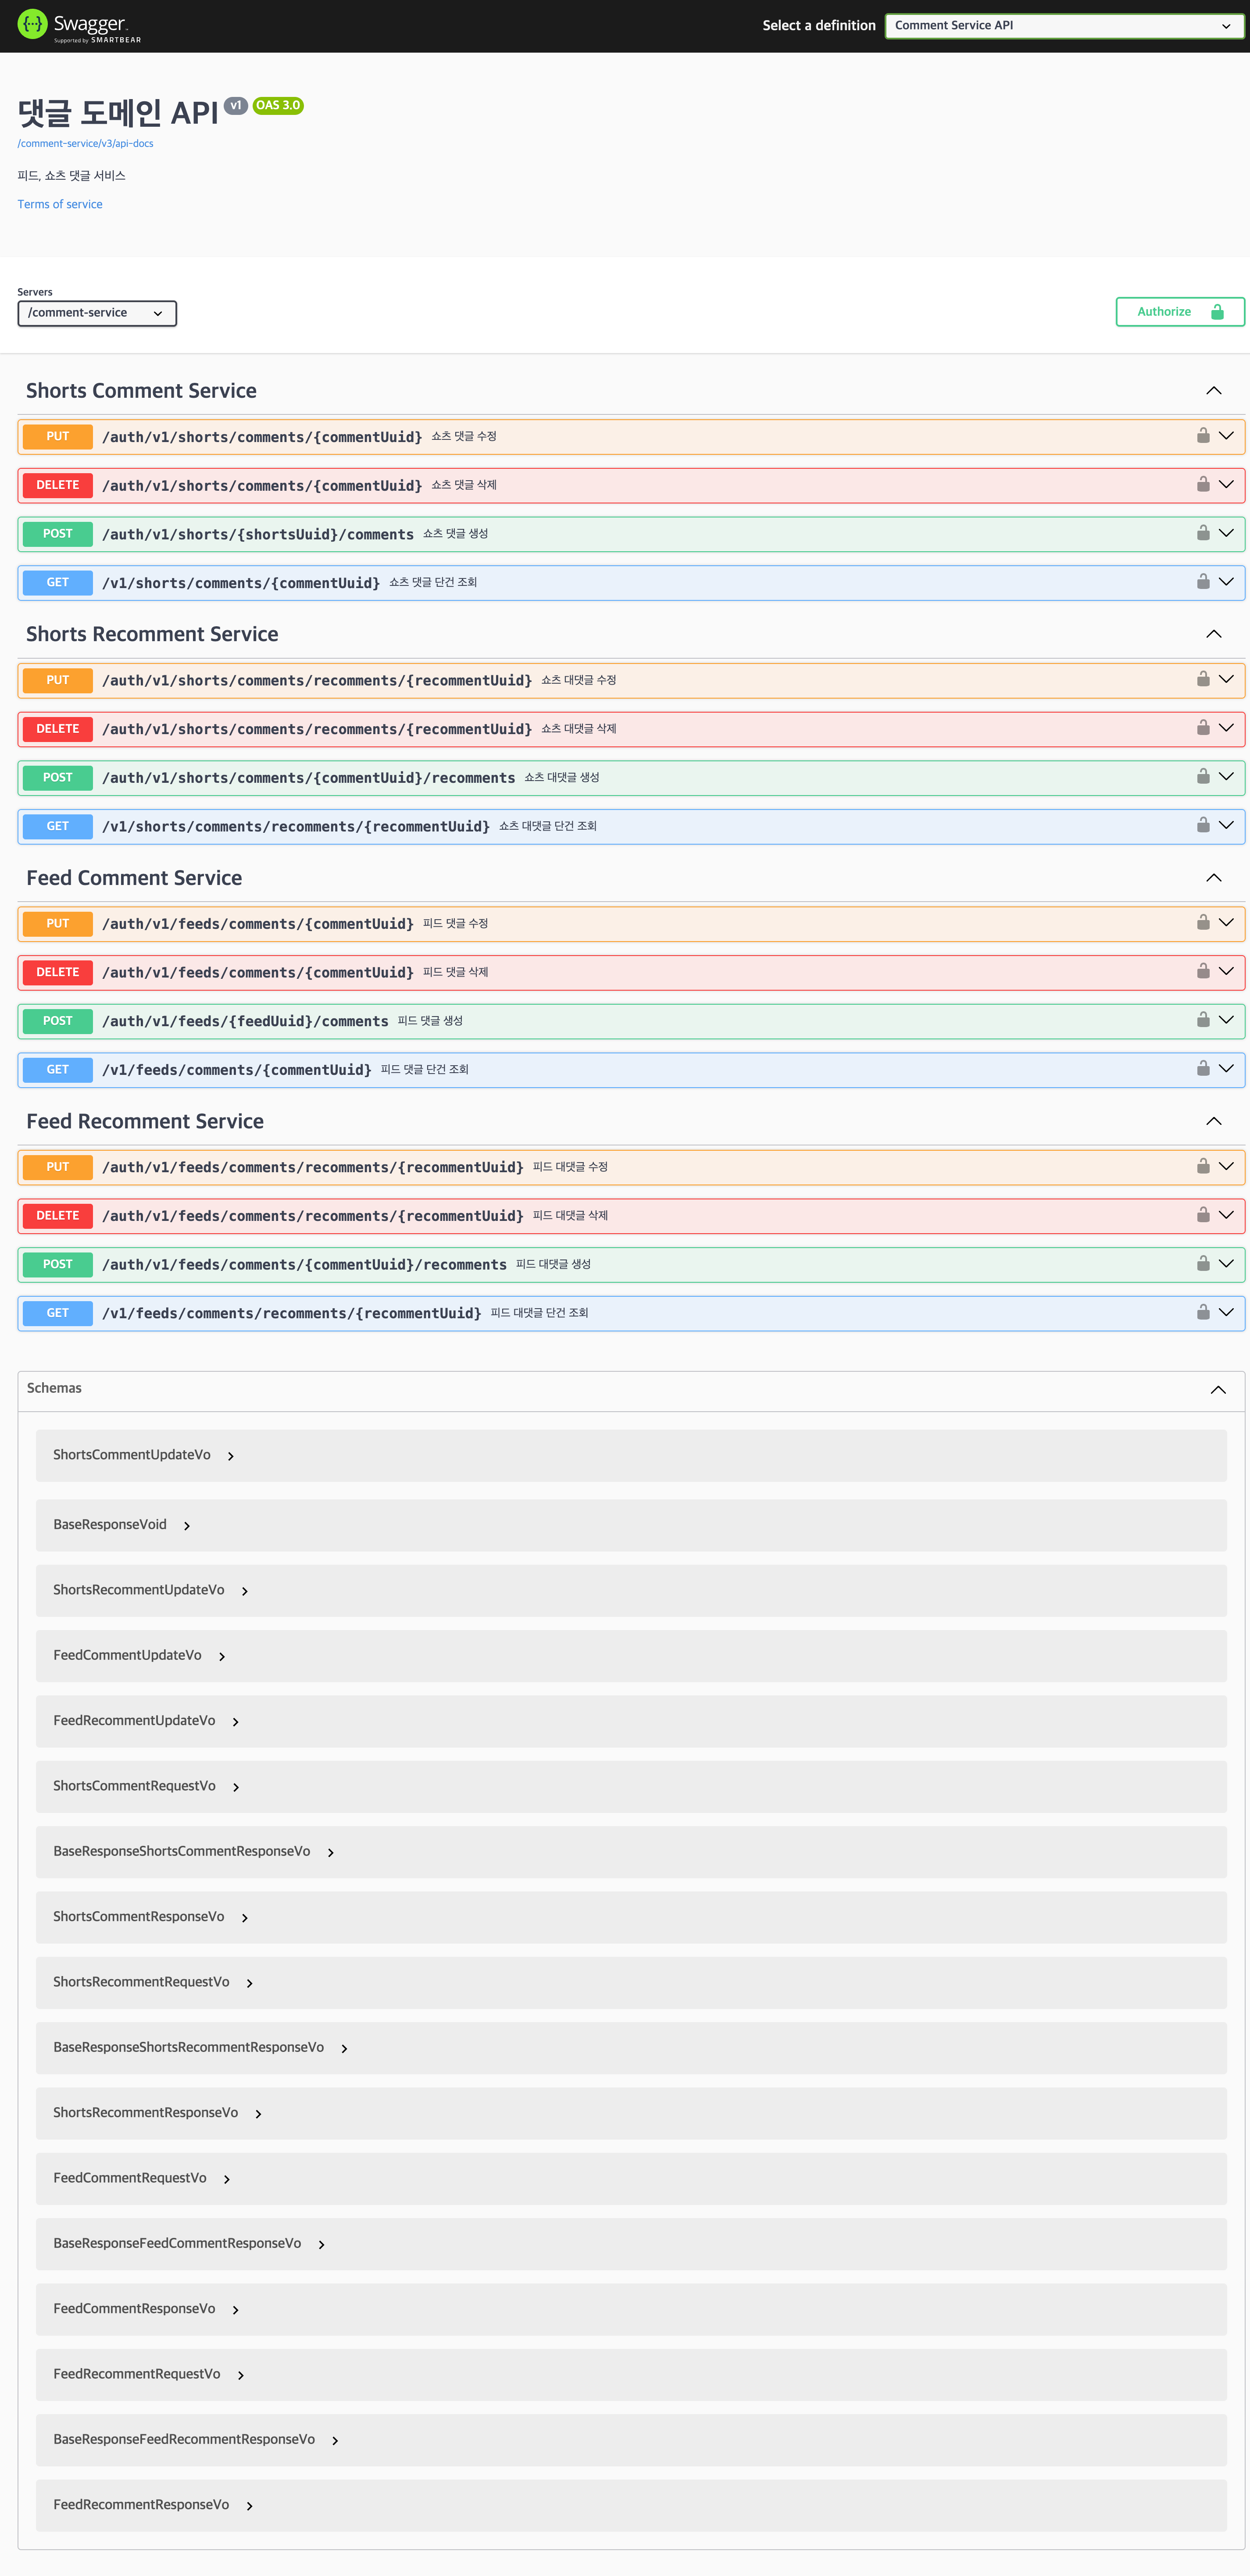 Swagger
Supported by SMARTBEAR
Select a definition
Comment Service API
댓글 도메인 API v1 OAS 3.0
/comment-service/v3/api-docs
피드, 쇼츠 댓글 서비스
Terms of service
Servers
/comment-service
Authorize
Shorts Comment Service
PUT /auth/v1/shorts/comments/{commentUuid} 쇼츠 댓글 수정
DELETE /auth/v1/shorts/comments/{commentUuid} 쇼츠 댓글 삭제
POST /auth/v1/shorts/{shortsUuid}/comments 쇼츠 댓글 생성
GET /v1/shorts/comments/{commentUuid} 쇼츠 댓글 단건 조회
Shorts Recomment Service
PUT /auth/v1/shorts/comments/recomments/{recommentUuid} 쇼츠 대댓글 수정
DELETE /auth/v1/shorts/comments/recomments/{recommentUuid} 쇼츠 대댓글 삭제
POST /auth/v1/shorts/comments/{commentUuid}/recomments 쇼츠 대댓글 생성
GET /v1/shorts/comments/recomments/{recommentUuid} 쇼츠 대댓글 단건 조회
Feed Comment Service
PUT /auth/v1/feeds/comments/{commentUuid} 피드 댓글 수정
DELETE /auth/v1/feeds/comments/{commentUuid} 피드 댓글 삭제
POST /auth/v1/feeds/{feedUuid}/comments 피드 댓글 생성
GET /v1/feeds/comments/{commentUuid} 피드 댓글 단건 조회
Feed Recomment Service
PUT /auth/v1/feeds/comments/recomments/{recommentUuid} 피드 대댓글 수정
DELETE /auth/v1/feeds/comments/recomments/{recommentUuid} 피드 대댓글 삭제
POST /auth/v1/feeds/comments/{commentUuid}/recomments 피드 대댓글 생성
GET /v1/feeds/comments/recomments/{recommentUuid} 피드 대댓글 단건 조회
Schemas
ShortsCommentUpdateVo
BaseResponseVoid
ShortsRecommentUpdateVo
FeedCommentUpdateVo
FeedRecommentUpdateVo
ShortsCommentRequestVo
BaseResponseShortsCommentResponseVo
ShortsCommentResponseVo
ShortsRecommentRequestVo
BaseResponseShortsRecommentResponseVo
ShortsRecommentResponseVo
FeedCommentRequestVo
BaseResponseFeedCommentResponseVo
FeedCommentResponseVo
FeedRecommentRequestVo
BaseResponseFeedRecommentResponseVo
FeedRecommentResponseVo